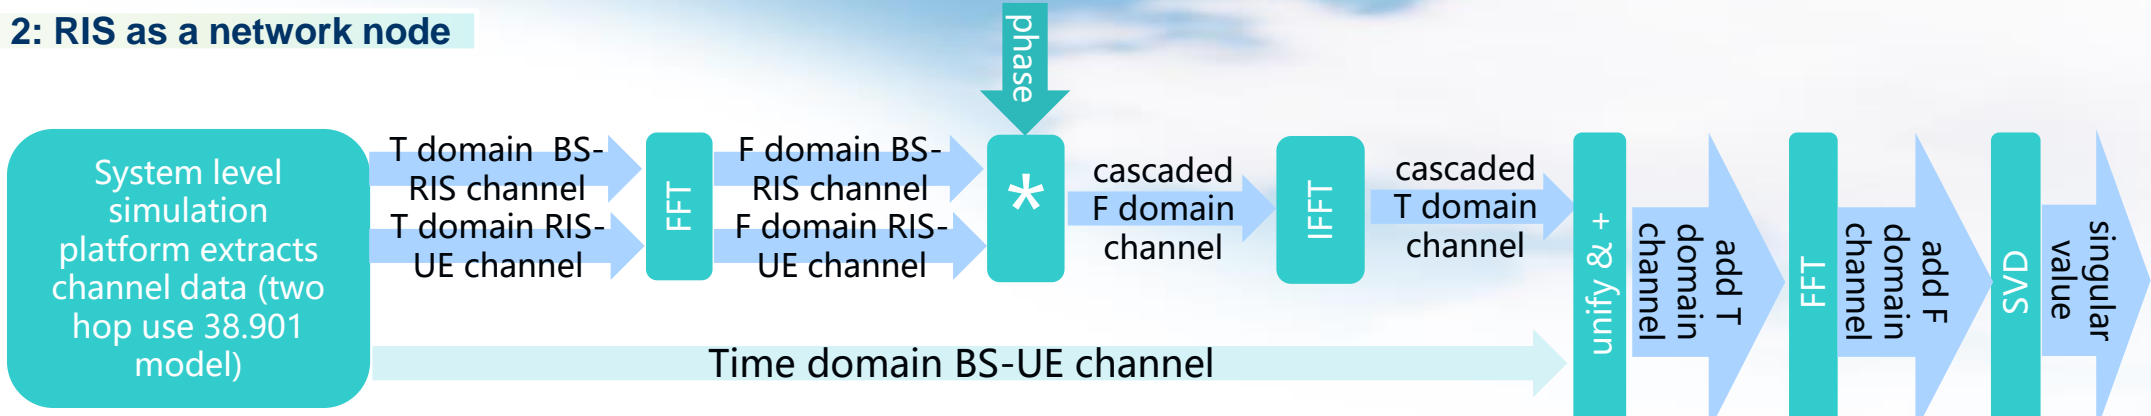 2: RIS as a network node
phase
System level
simulation
platform extracts
channel data (two
hop use 38.901
model)
T domain  BS-
RIS channel
T domain RIS-
UE channel
FFT
F domain BS-
RIS channel
F domain RIS-
UE channel
*
cascaded
F domain
channel
IFFT
cascaded
T domain
channel
unify & +
add T
domain
channel
FFT
add F
domain
channel
SVD
singular
value
Time domain BS-UE channel